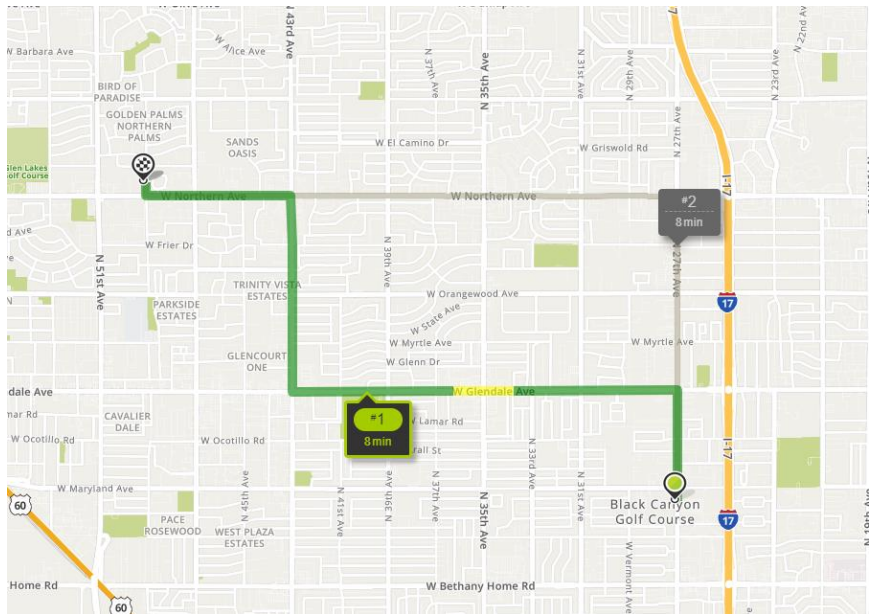 N 43rd Ave
W Barbara Ave
W Alice Ave
N 37th Ave
N 35th Ave
N 31st Ave
N 29th Ave
N 22nd Ave
N 23rd Ave
BIRD OF
PARADISE
GOLDEN PALMS
NORTHERN
PALMS
SANDS
OASIS
W El Camino Dr
W Griswold Rd
N 27th Ave
I-17
Glen Lakes
Golf Course
W Northern Ave
W Northern Ave
#2
8 min
W Frier Dr
N 39th Ave
N 51st Ave
N 27th Ave
TRINITY VISTA
ESTATES
W Orangewood Ave
17
PARKSIDE
ESTATES
W State Ave
W Myrtle Ave
W Myrtle Ave
GLENCOURT
ONE
W Glenn Dr
dale Ave
W Glendale Ave
#1
8 min
CAVALIER
DALE
W Lamar Rd
mar Rd
W Ocotillo Rd
W Ocotillo Rd
N 33rd Ave
I-17
W Maryland Ave
N 45th Ave
N 41st Ave
N 39th Ave
N 37th Ave
N 35th Ave
N 31st Ave
60
Black Canyon
Golf Course
17
N 19th Ave
PACE
ROSEWOOD
WEST PLAZA
ESTATES
W Vermont Ave
Home Rd
W Bethany Home Rd
60